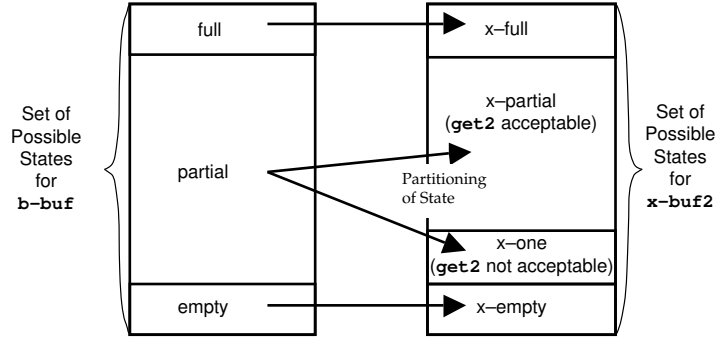 full
x–full
Set of
Possible
States
for
b–buf
partial
x–partial
(get2 acceptable)
Partitioning
of State
x–one
(get2 not acceptable)
empty
x–empty
Set of
Possible
States
for
x–buf2